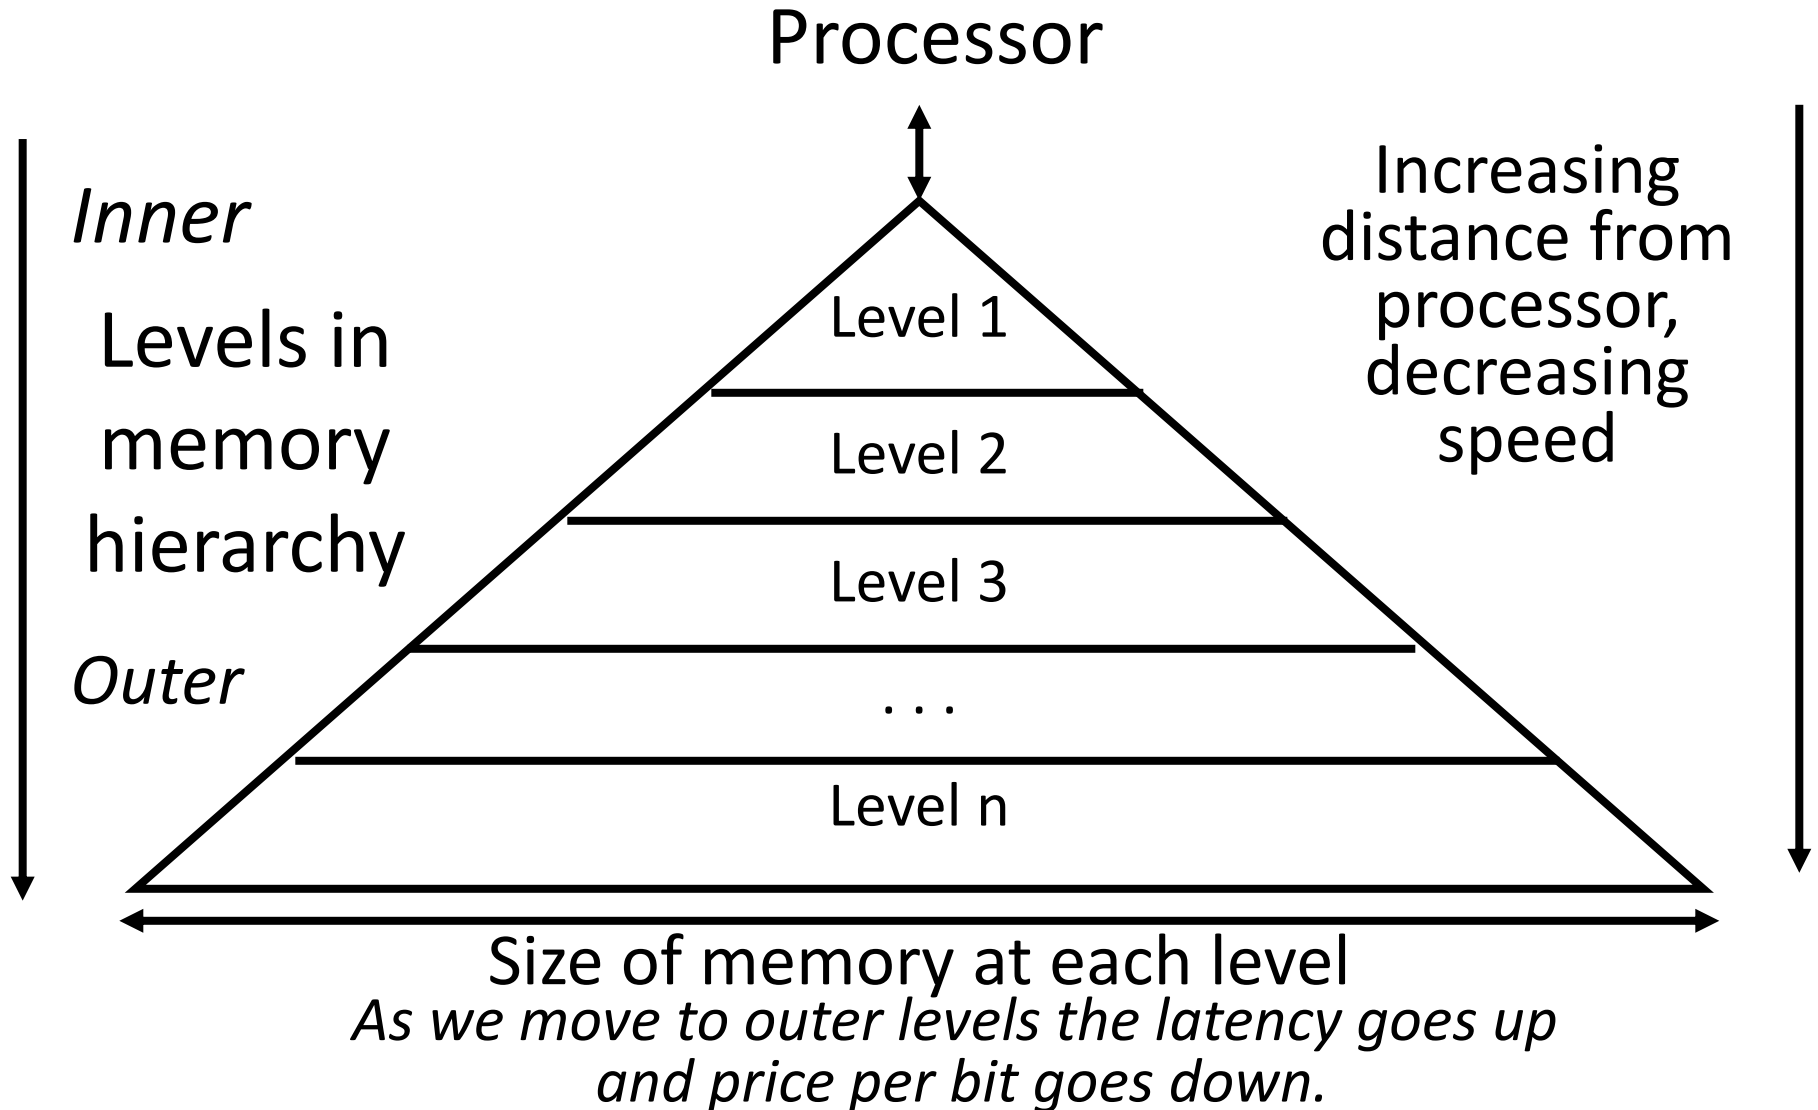 Processor
Inner
Levels in
memory
hierarchy
Outer
Level 1
Level 2
Level 3
. . .
Level n
Increasing
distance from
processor,
decreasing
speed
Size of memory at each level
As we move to outer levels the latency goes up
and price per bit goes down.